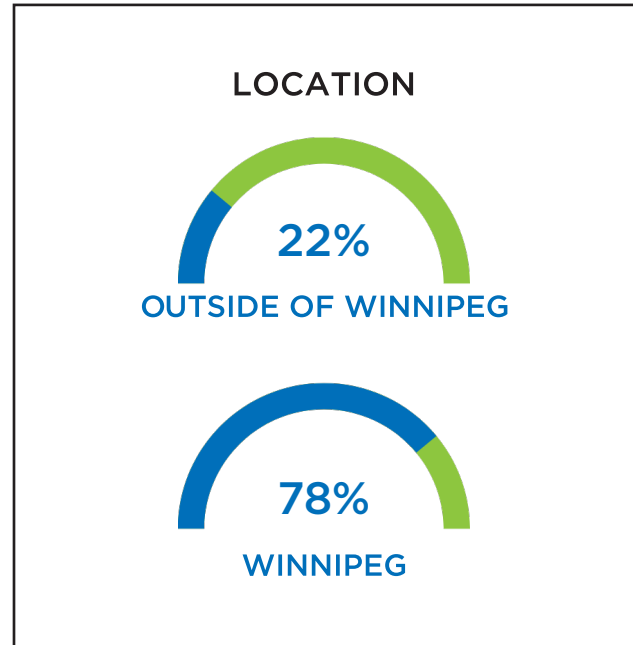 LOCATION
22%
OUTSIDE OF WINNIPEG
78%
WINNIPEG